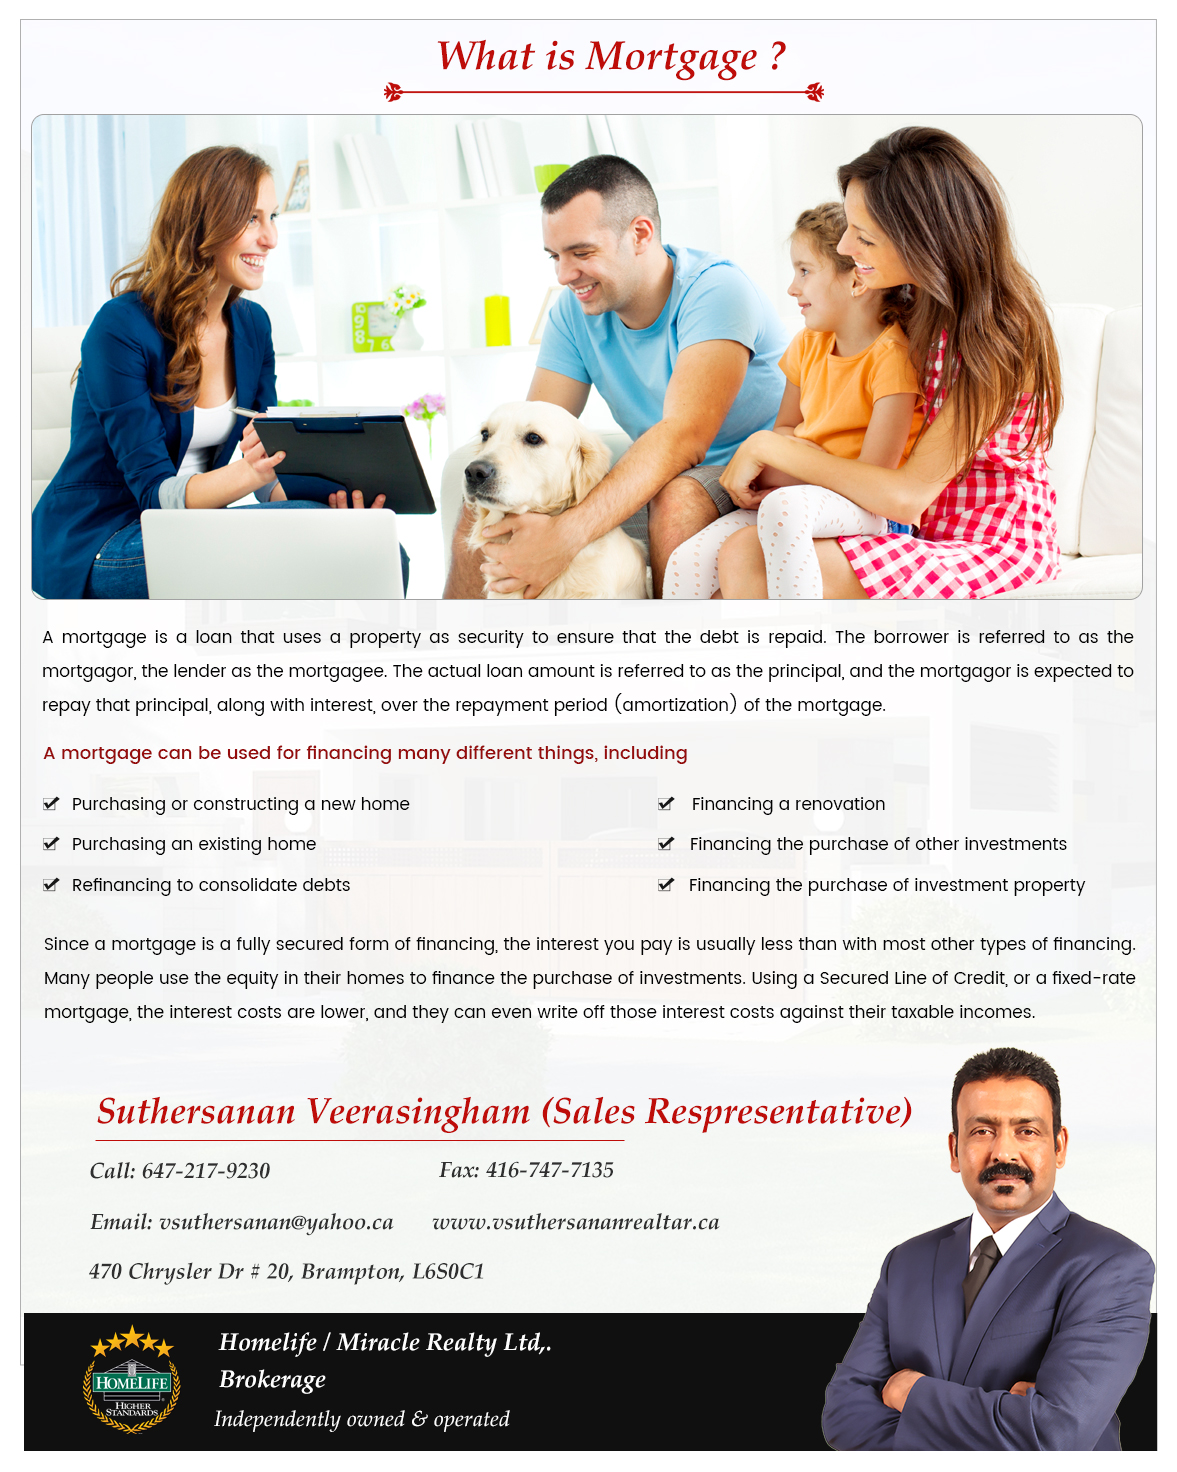 What is Mortgage ?
A mortgage is a loan that uses a property as security to ensure that the debt is repaid. The borrower is referred to as the
mortgagor, the lender as the mortgagee. The actual loan amount is referred to as the principal, and the mortgagor is expected to
repay that principal, along with interest, over the repayment period (amortization) of the mortgage.
A mortgage can be used for financing many different things, including
Purchasing or constructing a new home
Financing a renovation
Purchasing an existing home
Financing the purchase of other investments
Refinancing to consolidate debts
Financing the purchase of investment property
Since a mortgage is a fully secured form of financing, the interest you pay is usually less than with most other types of financing.
Many people use the equity in their homes to finance the purchase of investments. Using a Secured Line of Credit, or a fixed-rate
mortgage, the interest costs are lower, and they can even write off those interest costs against their taxable incomes.
Suthersanan Veerasingham (Sales Respresentative)
Call: 647-217-9230
Fax: 416-747-7135
Email: vsuthersanan@yahoo.ca
www.vsuthersananrealtar.ca
470 Chrysler Dr # 20, Brampton, L6S0C1
HOMELIFE
HIGHER
STANDARDS
Homelife / Miracle Realty Ltd,.
Brokerage
Independently owned & operated